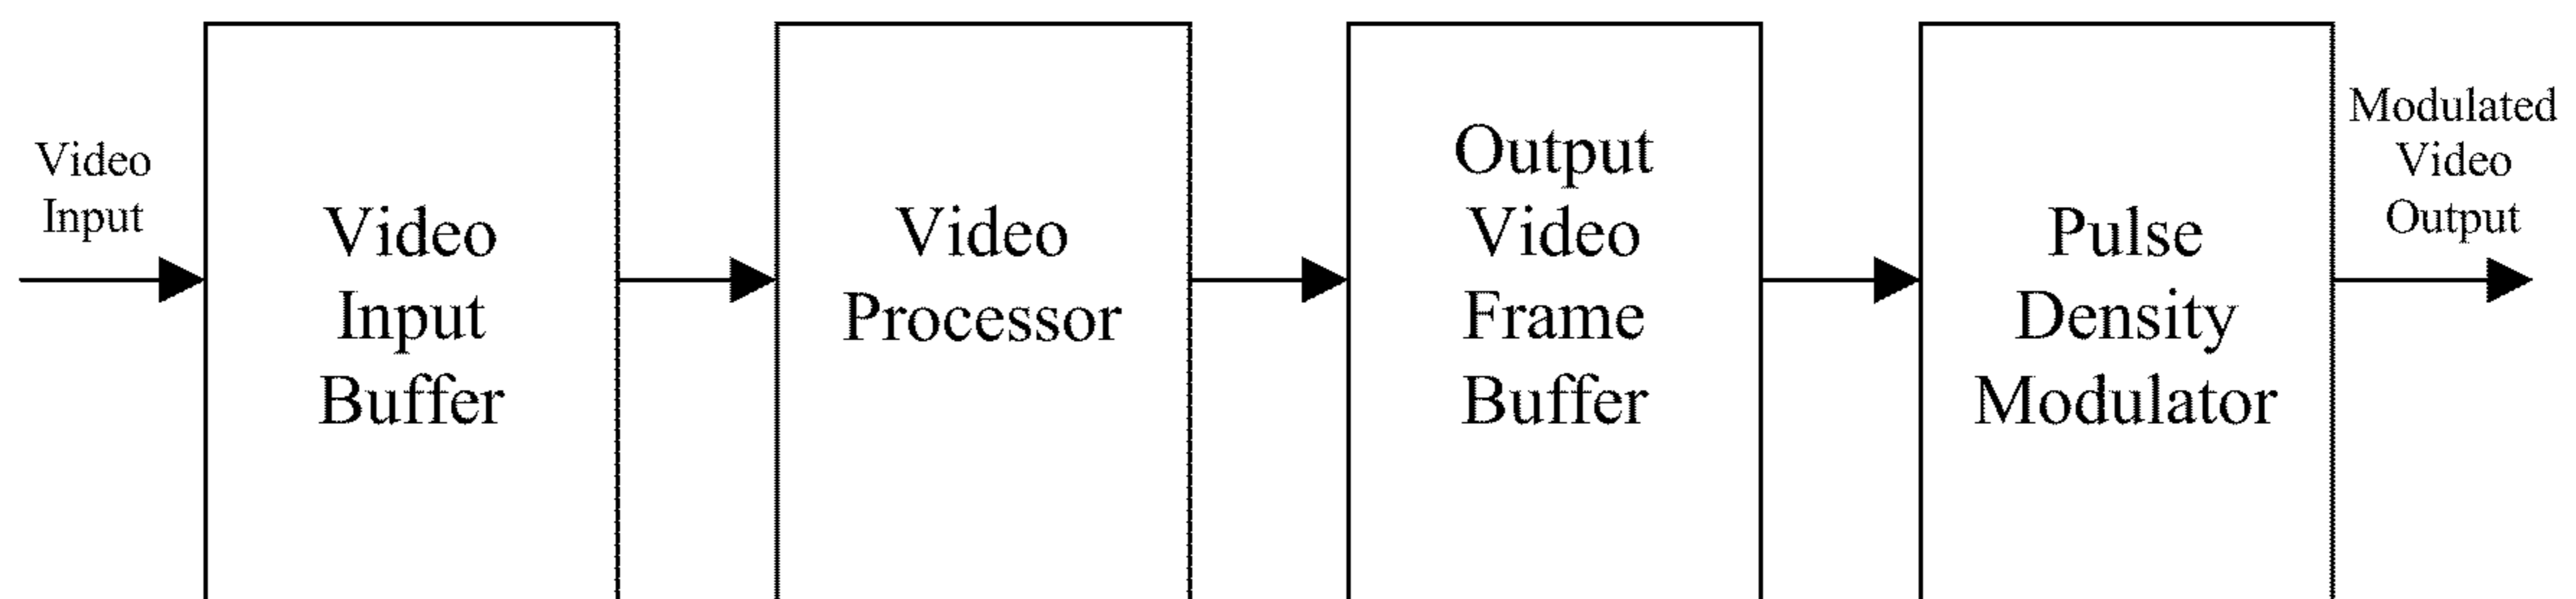 Video
Input
Video
Input
Buffer
Video
Processor
Output
Video
Frame
Buffer
Pulse
Density
Modulator
Modulated
Video
Output